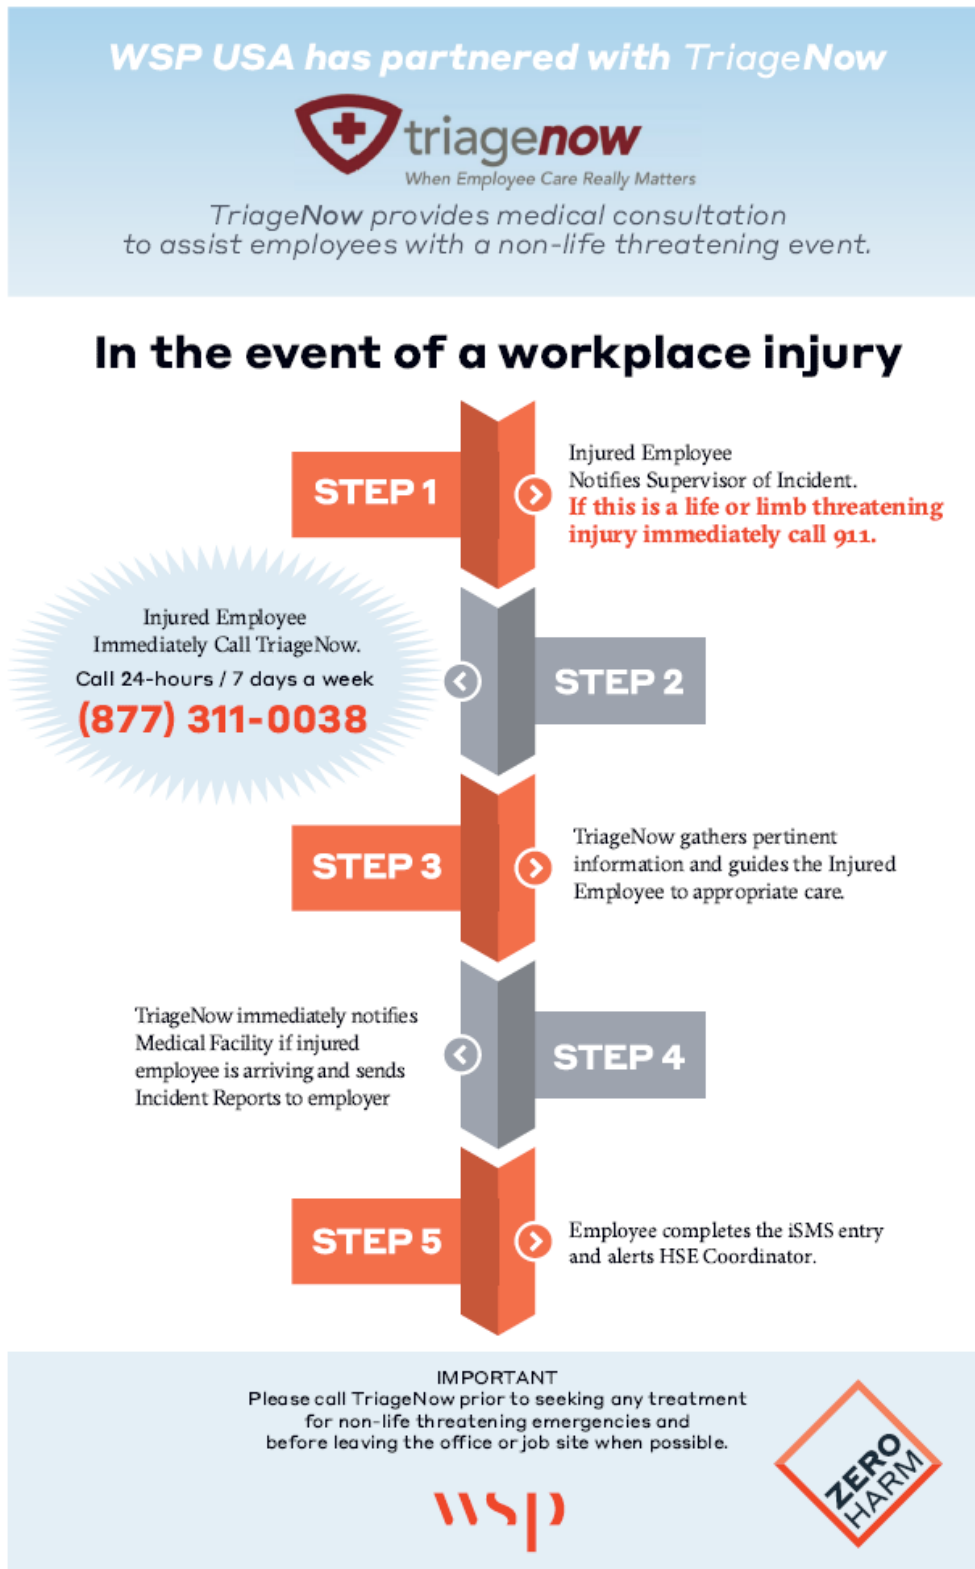 WSP USA has partnered with TriageNow
triagenow
When Employee Care Really Matters
TriageNow provides medical consultation
to assist employees with a non-life threatening event.
In the event of a workplace injury
STEP 1
Injured Employee
Notifies Supervisor of Incident.
If this is a life or limb threatening
injury immediately call 911.
STEP 2
Injured Employee
Immediately Call TriageNow.
Call 24-hours / 7 days a week
(877) 311-0038
STEP 3
TriageNow gathers pertinent
information and guides the Injured
Employee to appropriate care.
STEP 4
TriageNow immediately notifies
Medical Facility if injured
employee is arriving and sends
Incident Reports to employer
STEP 5
Employee completes the iSMS entry
and alerts HSE Coordinator.
IMPORTANT
Please call TriageNow prior to seeking any treatment
for non-life threatening emergencies and
before leaving the office or job site when possible.
wsp
ZERO
HARM